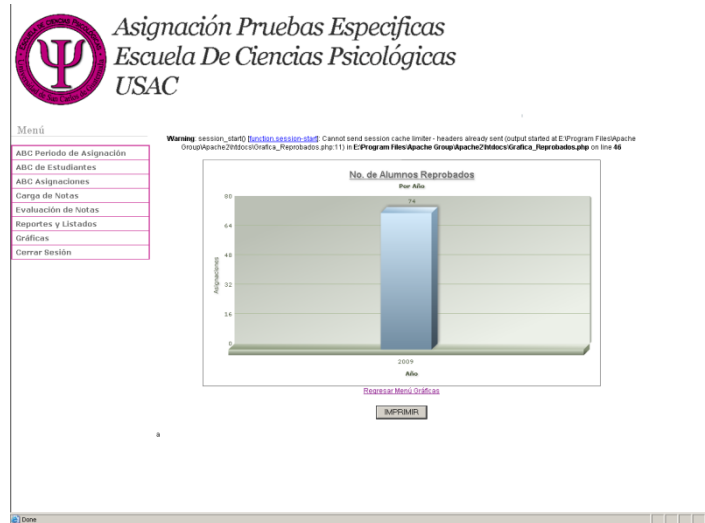 Asignación Pruebas Especificas
Escuela De Ciencias Psicológicas
USAC
Menú
ABC Período de Asignación
ABC de Estudiantes
ABC Asignaciones
Carga de Notas
Evaluación de Notas
Reportes y Listados
Gráficas
Cerrar Sesión
Warning: session_start() [function.session-start]: Cannot send session cache limiter - headers already sent (output started at E:\Program Files\Apache
Group\Apache2\htdocs\Grafica_Reprobados.php:11) in E:\Program Files\Apache Group\Apache2\htdocs\Grafica_Reprobados.php on line 46
No. de Alumnos Reprobados
Por Año
80
74
64
48
32
16
0
Asignaciones
2009
Año
Regresar Menú Gráficas
IMPRIMIR
a
Done